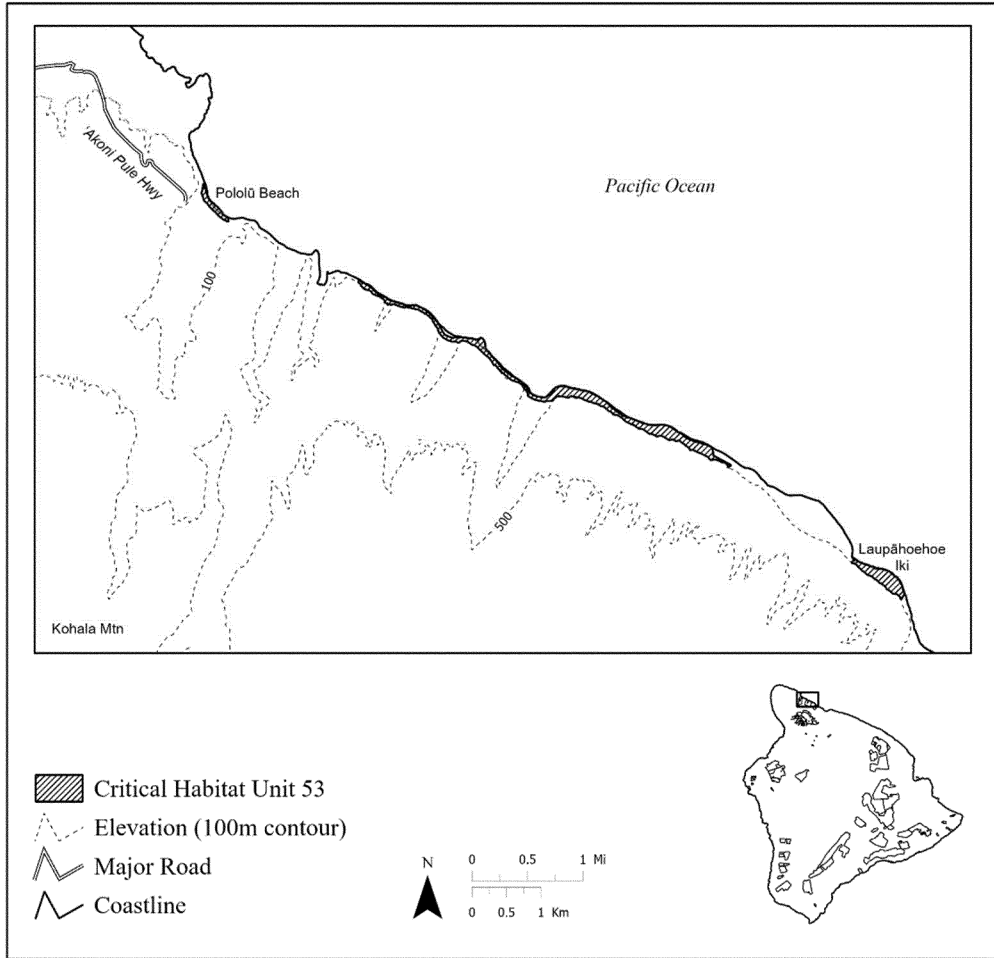 'Akoni Pule Hwy
Pololū Beach
Pacific Ocean
100
500
Laupāhoehoe
Iki
Kohala Mtn
Critical Habitat Unit 53
Elevation (100m contour)
Major Road
Coastline
N
0 0.5 1 Mi
0 0.5 1 Km